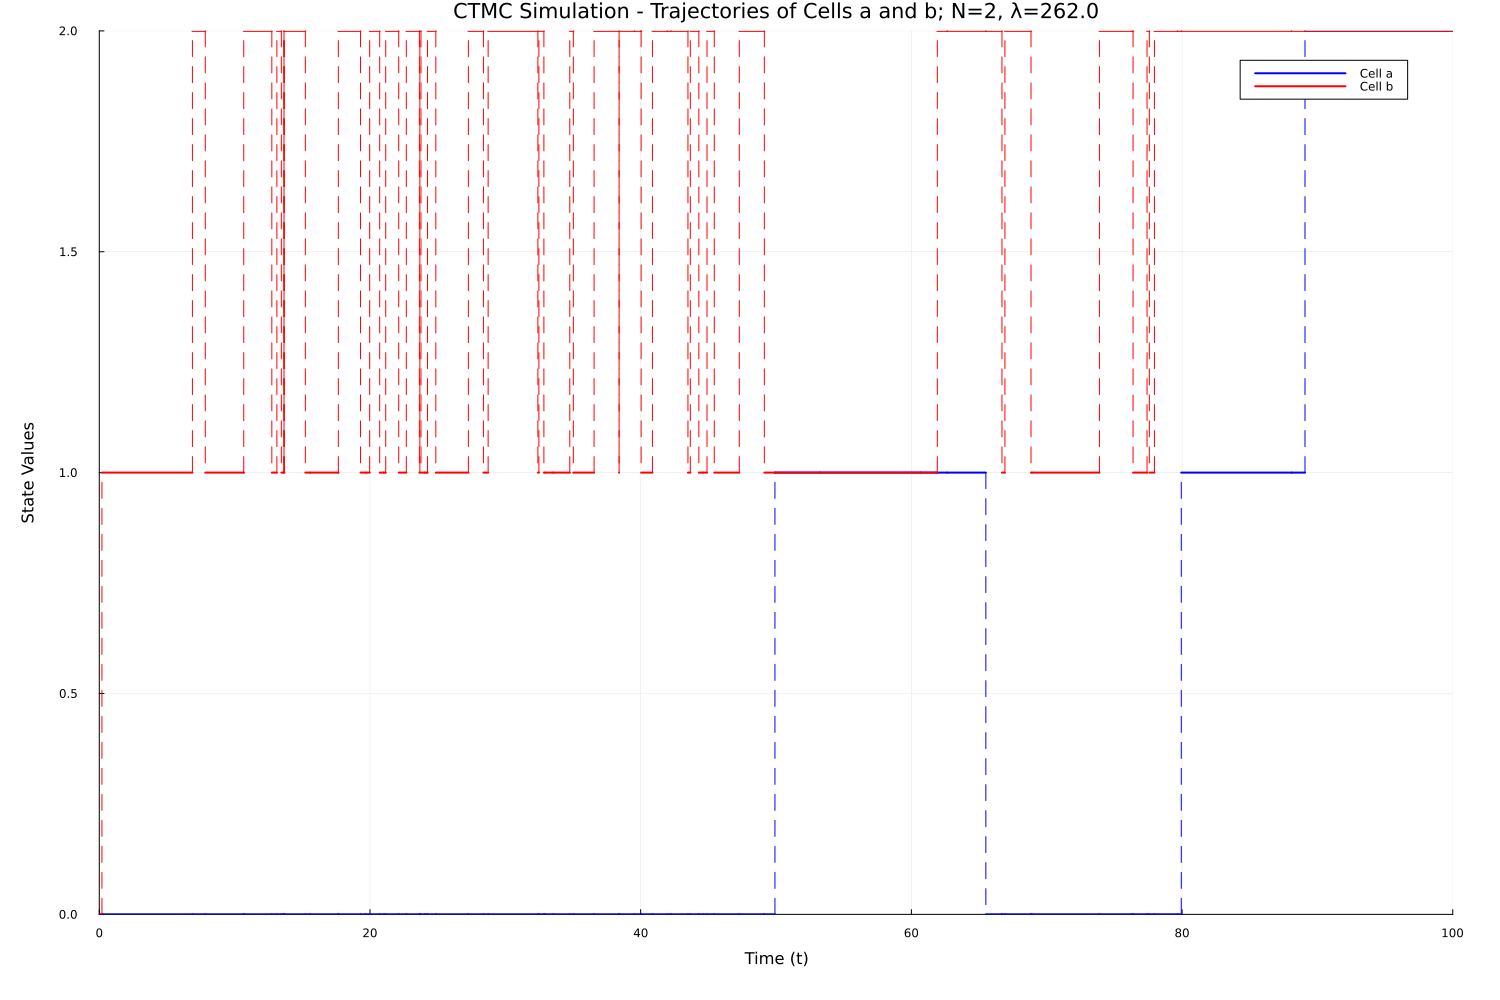 CTMC Simulation - Trajectories of Cells a and b; N=2, λ=262.0
2.0
Cell a
Cell b
1.5
1.0
State Values
0.5
0.0
0 20 40 60 80 100
Time (t)